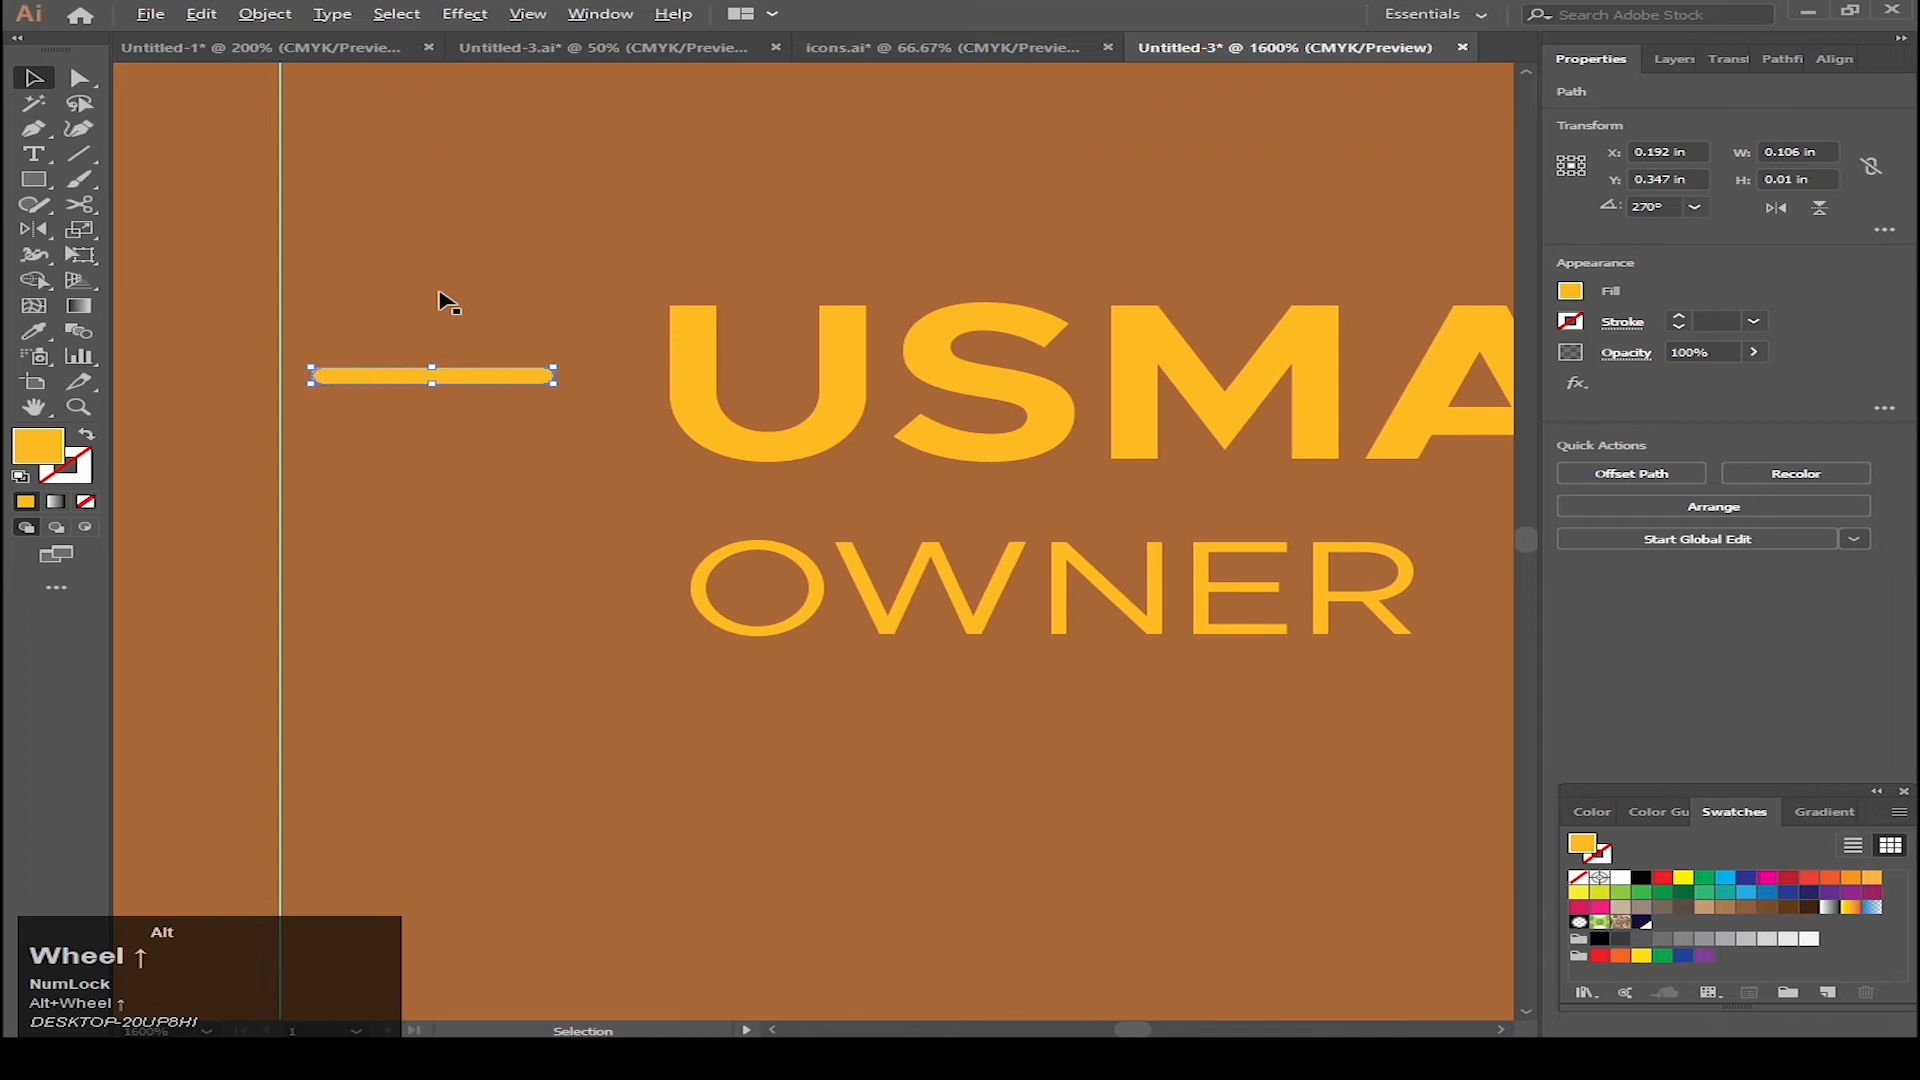 Ai File Edit Object Type Select Effect View Window Help Essentials Search Adobe Stock
Untitled-1* @ 200% (CMYK/Previe... Untitled-3.ai* @ 50% (CMYK/Previe... icons.ai* @ 66.67% (CMYK/Previe... Untitled-3* @ 1600% (CMYK/Preview)
Properties Layers Transf Pathfi Align
Path
Transform
X: 0.192 in W: 0.106 in
Y: 0.347 in H: 0.01 in
270°
Appearance
Fill
Stroke
Opacity 100%
fx.
Quick Actions
Offset Path Recolor
Arrange
Start Global Edit
USMA
OWNER
Color Color Gu Swatches Gradient
Alt
Wheel ↑
NumLock
Alt+Wheel ↑
DESKTOP-20UP8HI
1600% 1 Selection